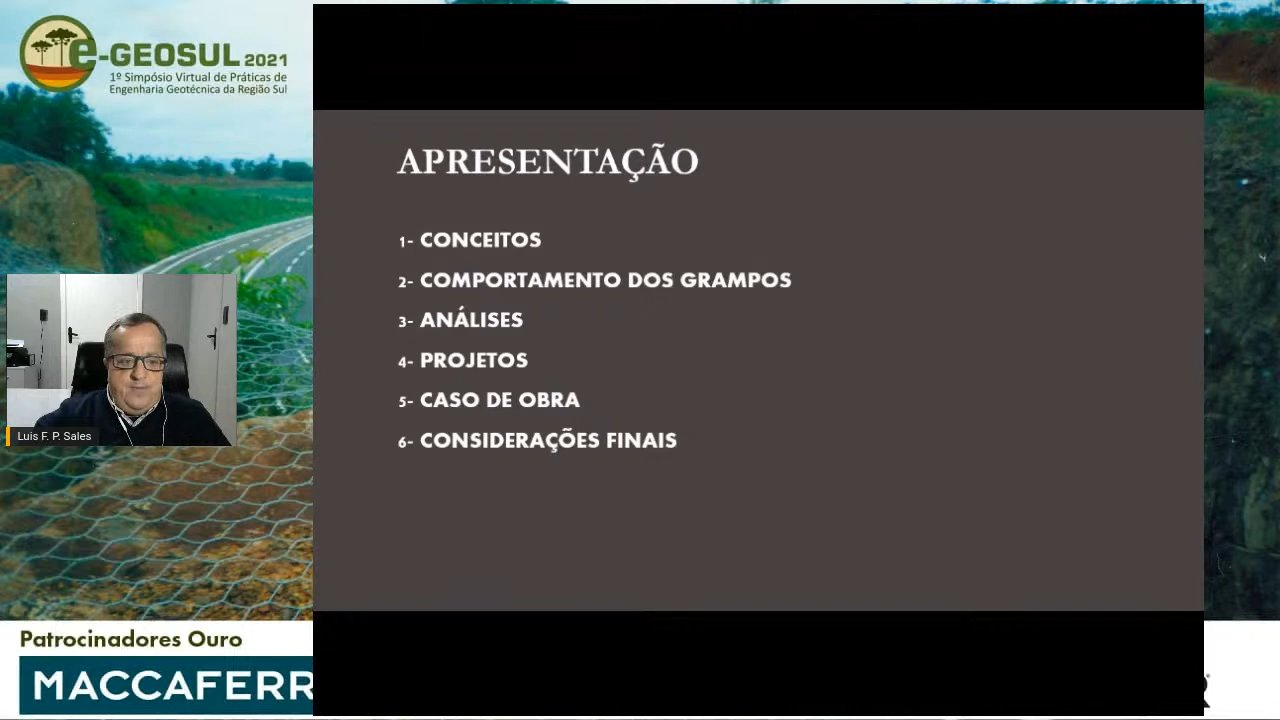 e-GEOSUL 2021
1º Simpósio Virtual de Práticas de
Engenharia Geotécnica da Região Sul
APRESENTAÇÃO
1- CONCEITOS
2- COMPORTAMENTO DOS GRAMPOS
3- ANÁLISES
4- PROJETOS
5- CASO DE OBRA
6- CONSIDERAÇÕES FINAIS
Luis F. P. Sales
Patrocinadores Ouro
MACCAFERR